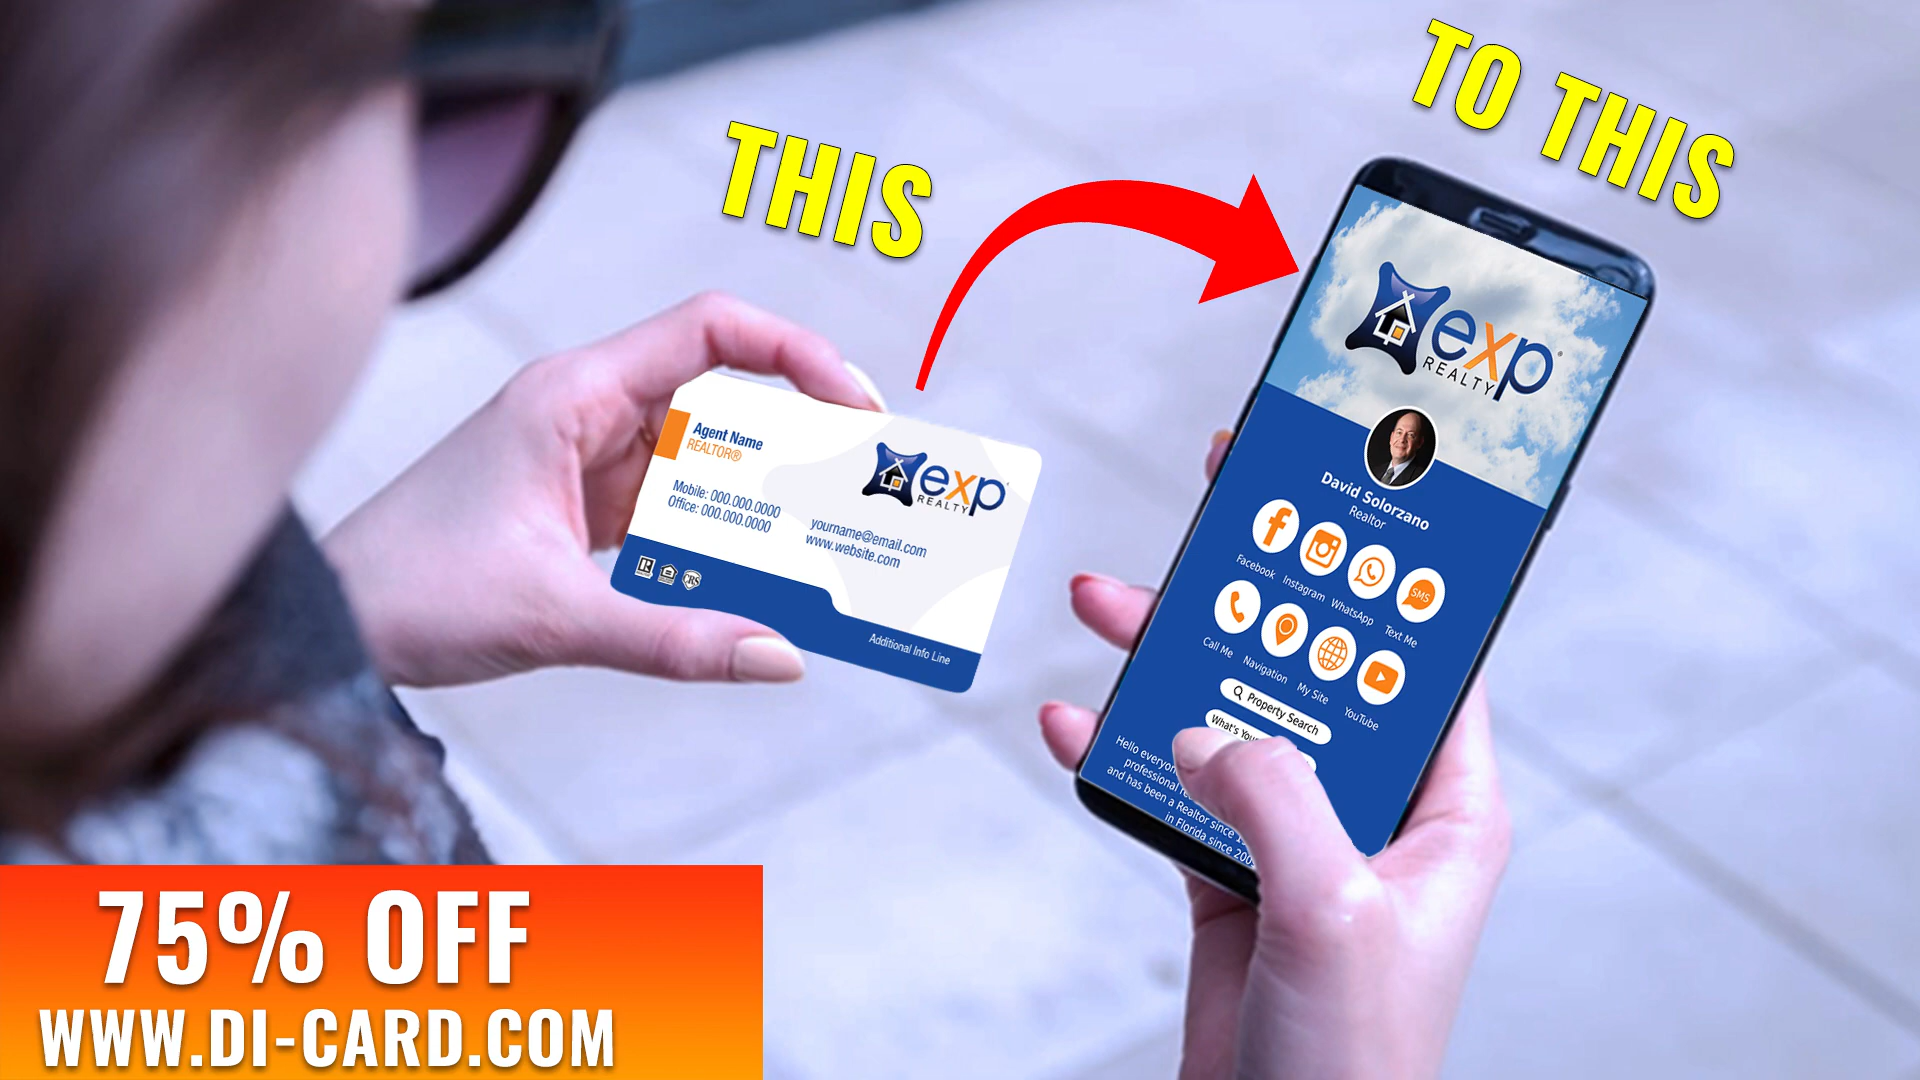 THIS
TO THIS
Agent Name
REALTOR®
Mobile: 000.000.0000
Office: 000.000.0000
exp
REALTY
yourname@email.com
www.website.com
R
CRS
Additional Info Line
exp®
REALTY
David Solorzano
Realtor
Facebook Instagram WhatsApp Text Me
SMS
Call Me Navigation My Site YouTube
Property Search
What's
Hello
professional
and has been a Realtor since
in Florida since
75% OFF
WWW.DI-CARD.COM